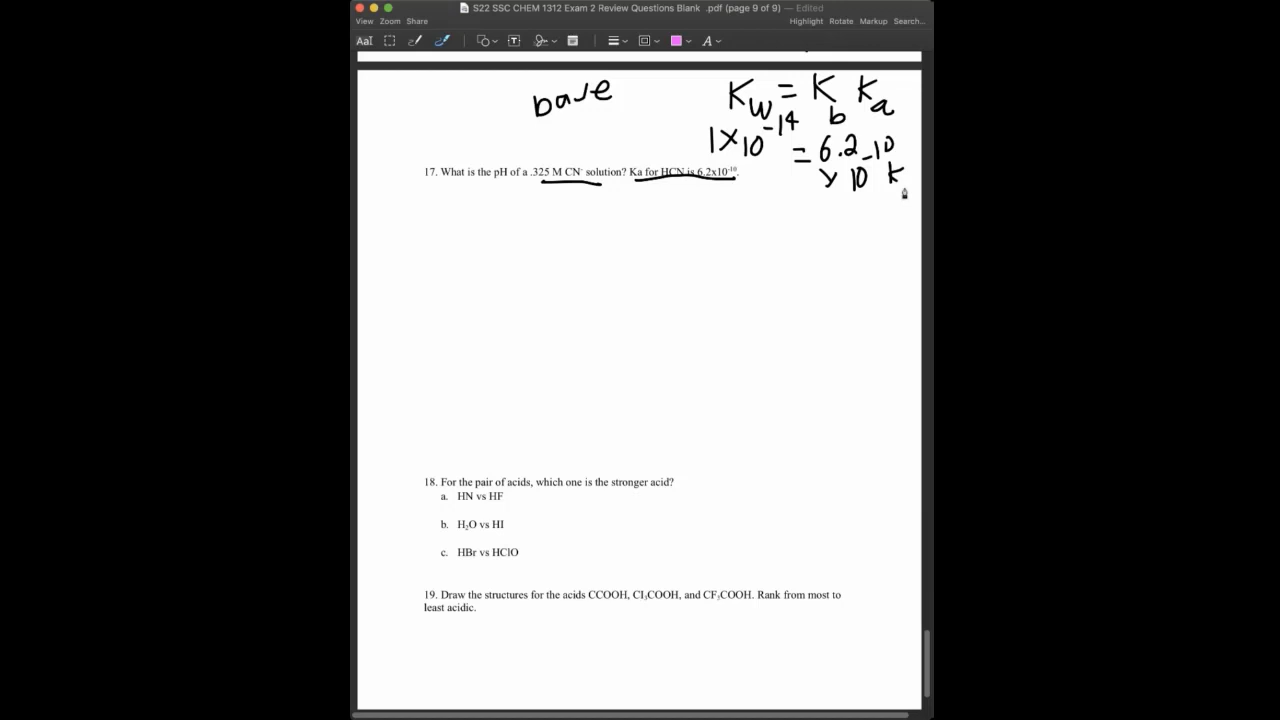 S22 SSC CHEM 1312 Exam 2 Review Questions Blank .pdf (page 9 of 9) — Edited
View Zoom Share Highlight Rotate Markup Search...
base
Kw = Kb Ka
1x10⁻¹⁴ = 6.2 x 10⁻¹⁰ K
17. What is the pH of a .325 M CN⁻ solution? Ka for HCN is 6.2x10⁻¹⁰.
18. For the pair of acids, which one is the stronger acid?
a. HN vs HF
b. H₂O vs HI
c. HBr vs HClO
19. Draw the structures for the acids CCOOH, CI₃COOH, and CF₃COOH. Rank from most to
least acidic.